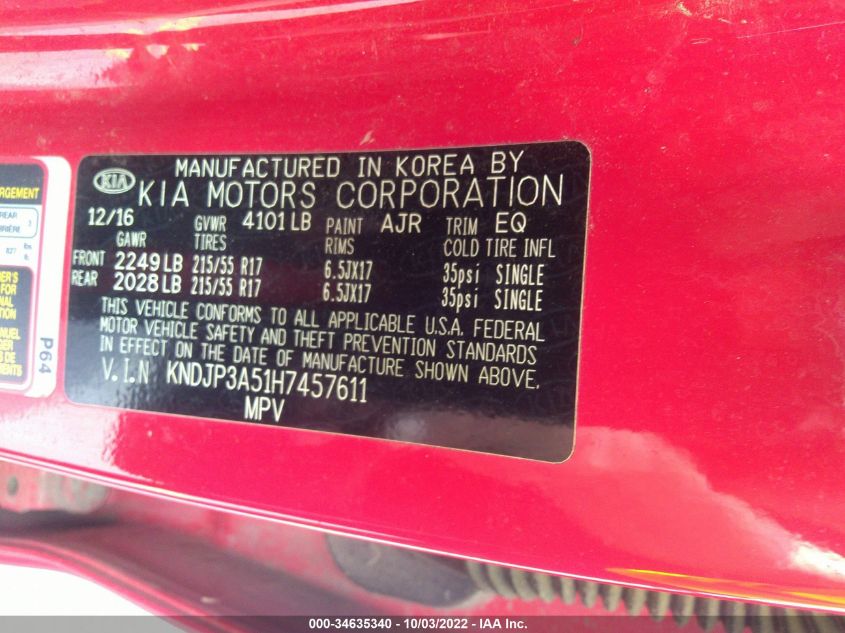 MANUFACTURED IN KOREA BY
KIA KIA MOTORS CORPORATION
12/16 GVWR 4101 LB PAINT AJR TRIM EQ
GAWR TIRES RIMS COLD TIRE INFL
FRONT 2249 LB 215/55 R17 6.5JX17 35psi SINGLE
REAR 2028 LB 215/55 R17 6.5JX17 35psi SINGLE
THIS VEHICLE CONFORMS TO ALL APPLICABLE U.S.A. FEDERAL
MOTOR VEHICLE SAFETY AND THEFT PREVENTION STANDARDS
IN EFFECT ON THE DATE OF MANUFACTURE SHOWN ABOVE.
V.I.N KNDJP3A51H7457611
MPV
REAR
827 lbs
FOR
P64
000-34635340 - 10/03/2022 - IAA Inc.